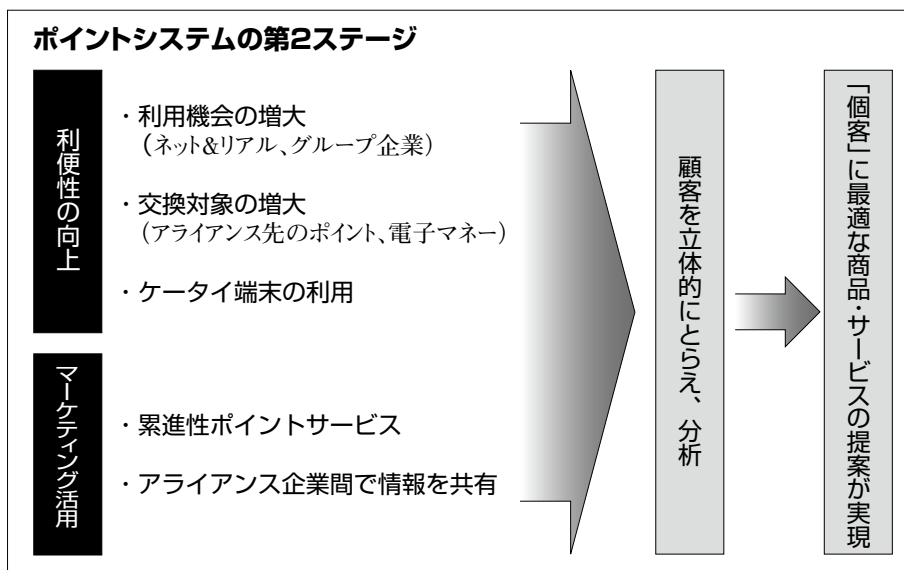 ポイントシステムの第2ステージ
利便性の向上
・利用機会の増大
(ネット&リアル、グループ企業)
・交換対象の増大
(アライアンス先のポイント、電子マネー)
・ケータイ端末の利用
マーケティング活用
・累進性ポイントサービス
・アライアンス企業間で情報を共有
顧客を立体的にとらえ、分析
「個客」に最適な商品・サービスの提案が実現